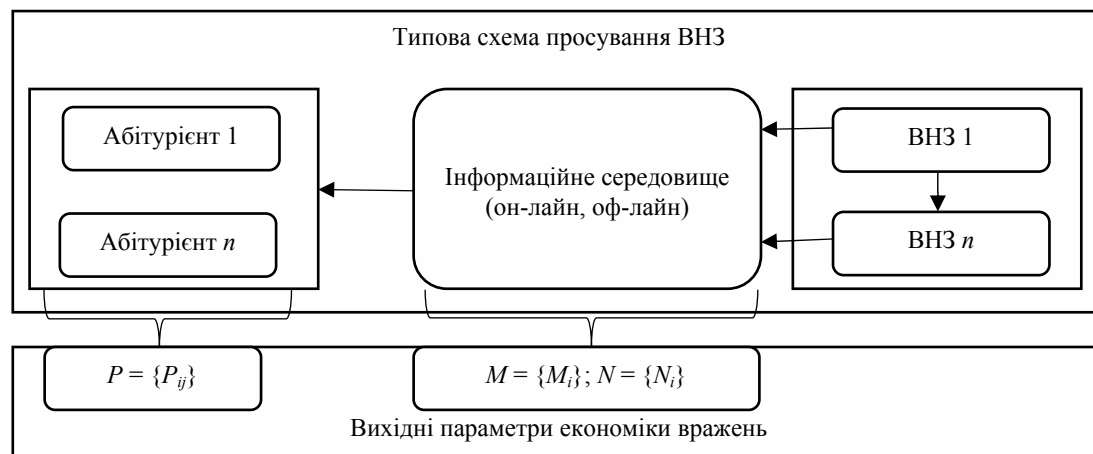 Типова схема просування ВНЗ
Абітурієнт 1
Абітурієнт n
Інформаційне середовище
(он-лайн, оф-лайн)
ВНЗ 1
ВНЗ n
P = {Pij}
M = {Mi}; N = {Ni}
Вихідні параметри економіки вражень